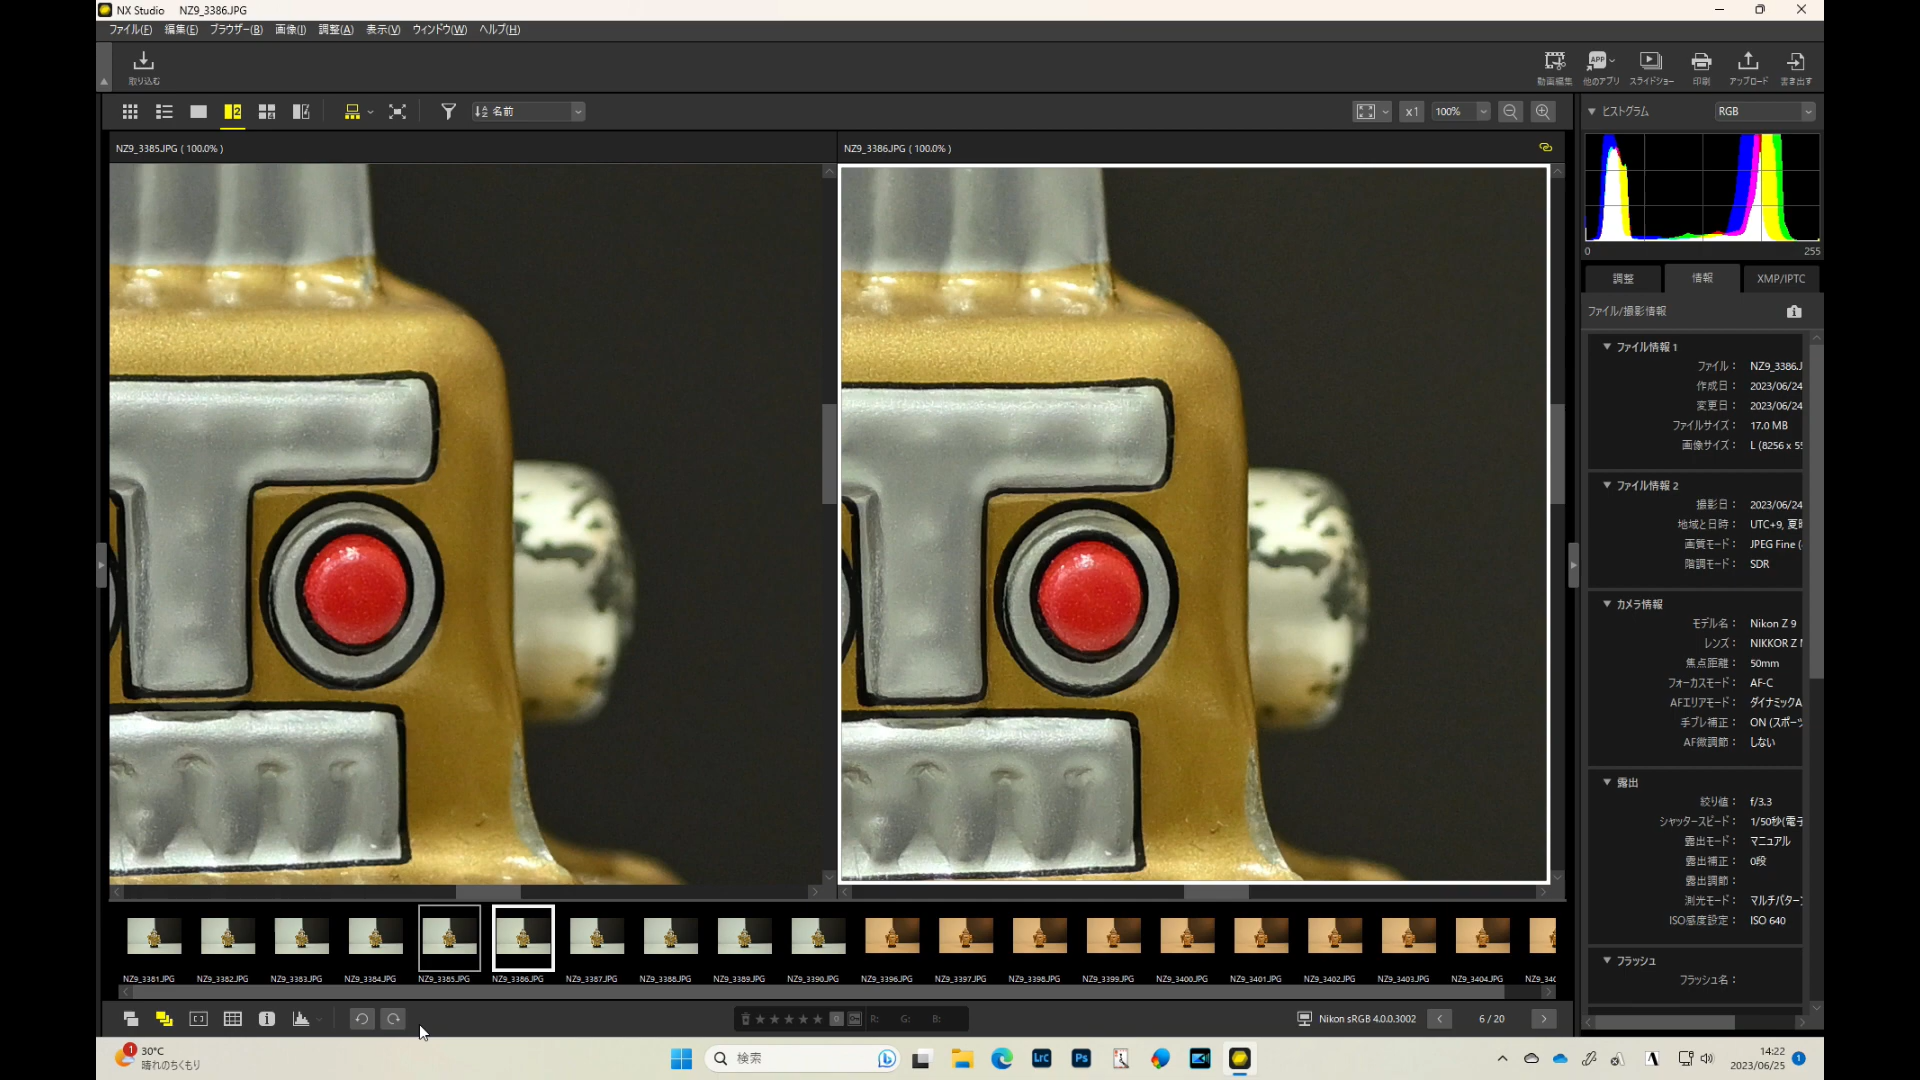 NX Studio NZ9_3386.JPG
ファイル(F) 編集(E) ブラウザー(B) 画像(I) 調整(A) 表示(V) ウィンドウ(W) ヘルプ(H)
取り込む 動画編集 他のアプリ スライドショー 印刷 アップロード 書き出す
名前 x1 100%
ヒストグラム RGB
NZ9_3385.JPG ( 100.0% ) NZ9_3386.JPG ( 100.0% )
0 255
調整 情報 XMP/IPTC
ファイル/撮影情報
ファイル情報 1
ファイル : NZ9_3386.J
作成日 : 2023/06/24
変更日 : 2023/06/24
ファイルサイズ : 17.0 MB
画像サイズ : L (8256 x 55
ファイル情報 2
撮影日 : 2023/06/24
地域と日時 : UTC+9, 夏時
画質モード : JPEG Fine (
階調モード : SDR
カメラ情報
モデル名 : Nikon Z 9
レンズ : NIKKOR Z M
焦点距離 : 50mm
フォーカスモード : AF-C
AFエリアモード : ダイナミックA
手ブレ補正 : ON (スポーツ
AF微調節 : しない
露出
絞り値 : f/3.3
シャッタースピード : 1/50秒(電子
露出モード : マニュアル
露出補正 : 0段
露出調節 :
測光モード : マルチパターン
ISO感度設定 : ISO 640
フラッシュ
フラッシュ名 :
NZ9_3381.JPG NZ9_3382.JPG NZ9_3383.JPG NZ9_3384.JPG NZ9_3385.JPG NZ9_3386.JPG NZ9_3387.JPG NZ9_3388.JPG NZ9_3389.JPG NZ9_3390.JPG NZ9_3396.JPG NZ9_3397.JPG NZ9_3398.JPG NZ9_3399.JPG NZ9_3400.JPG NZ9_3401.JPG NZ9_3402.JPG NZ9_3403.JPG NZ9_3404.JPG NZ9_340
R: G: B: Nikon sRGB 4.0.0.3002 6 / 20
1 30°C
晴れのちくもり
検索 Lrc Ps A
14:22
2023/06/25 1